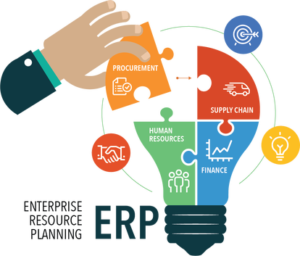 PROCUREMENT
SUPPLY CHAIN
HUMAN
RESOURCES
FINANCE
ENTERPRISE
RESOURCE
PLANNING
ERP